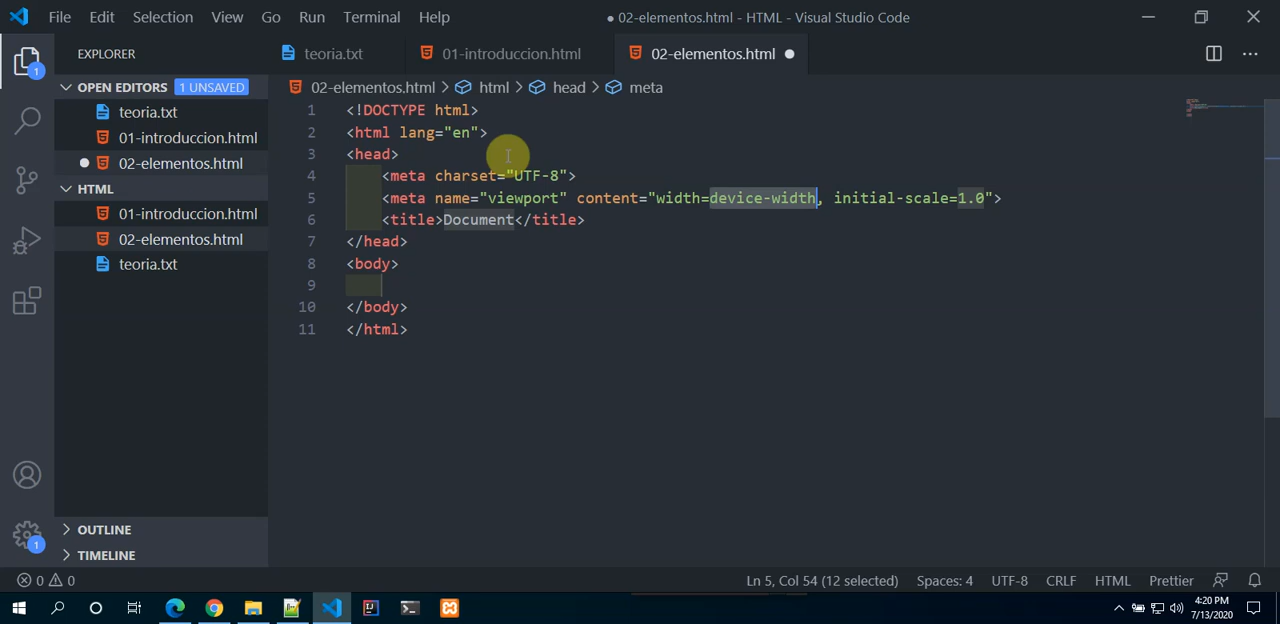 File Edit Selection View Go Run Terminal Help ● 02-elementos.html - HTML - Visual Studio Code
EXPLORER
teoria.txt 01-introduccion.html 02-elementos.html ●
OPEN EDITORS 1 UNSAVED
02-elementos.html > html > head > meta
teoria.txt
01-introduccion.html
● 02-elementos.html
HTML
01-introduccion.html
02-elementos.html
teoria.txt
OUTLINE
TIMELINE
1
1
1 <!DOCTYPE html>
2 <html lang="en">
3 <head>
4 <meta charset="UTF-8">
5 <meta name="viewport" content="width=device-width, initial-scale=1.0">
6 <title>Document</title>
7 </head>
8 <body>
9
10 </body>
11 </html>
0 0 Ln 5, Col 54 (12 selected) Spaces: 4 UTF-8 CRLF HTML Prettier
4:20 PM
7/13/2020